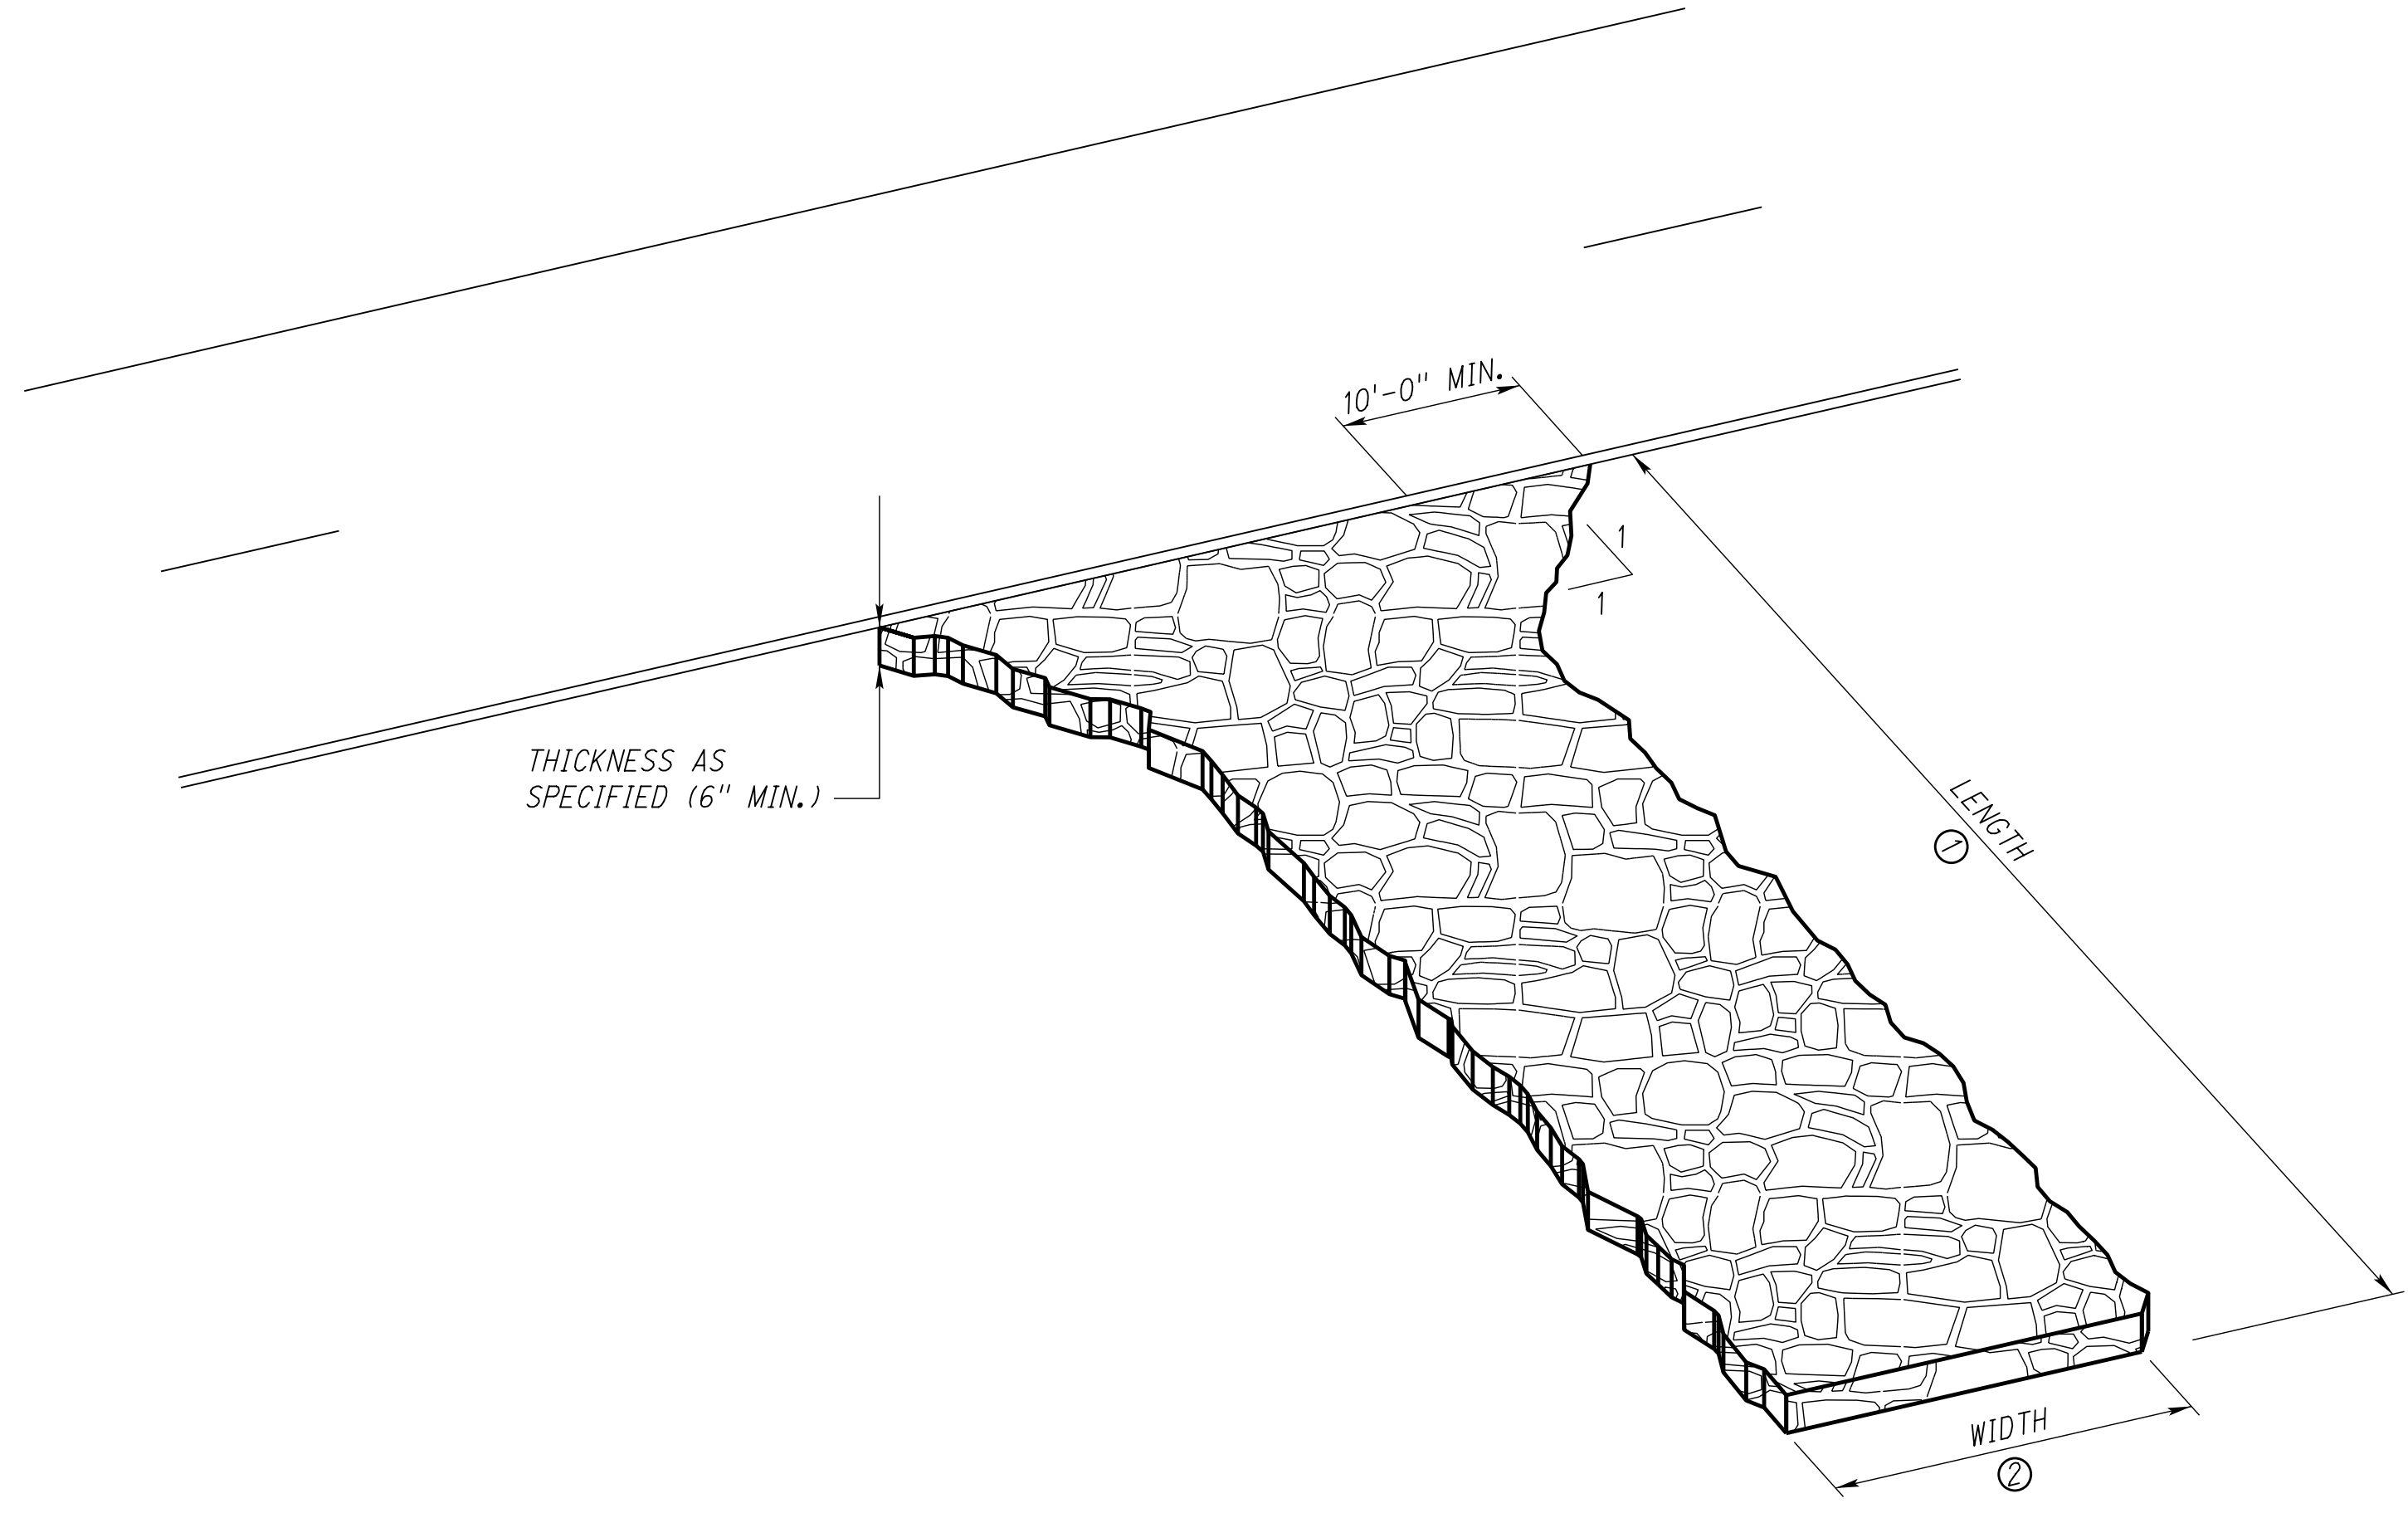 10'-0" MIN.
1
1
THICKNESS AS
SPECIFIED (6" MIN.)
LENGTH
1
WIDTH
2